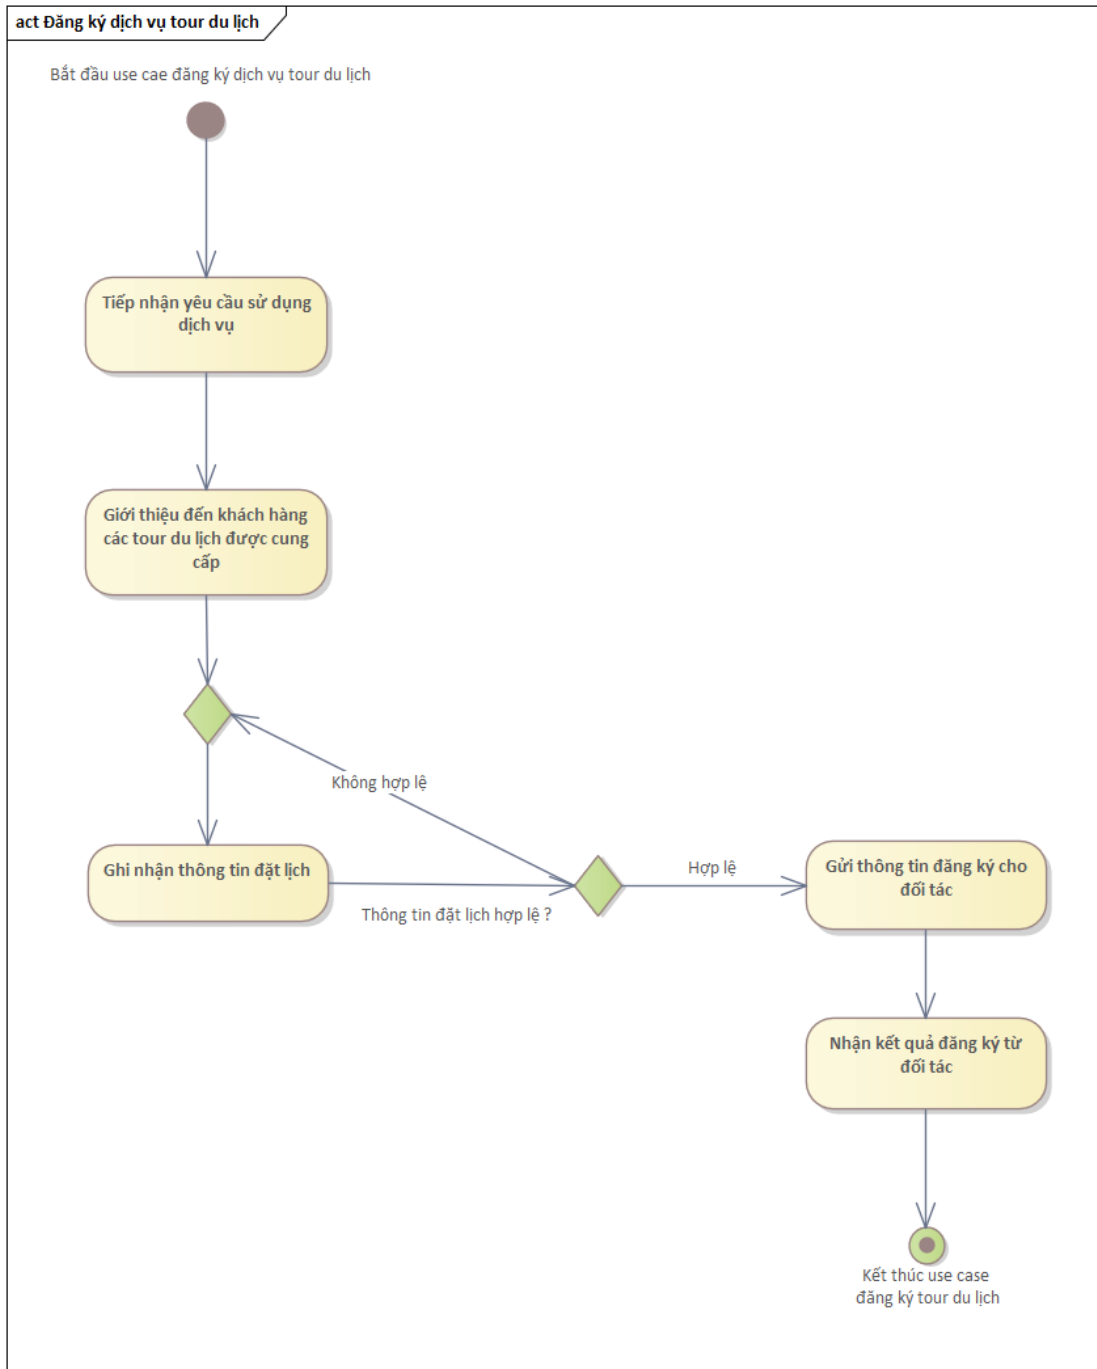 act Đăng ký dịch vụ tour du lịch
Bắt đầu use cae đăng ký dịch vụ tour du lịch
Tiếp nhận yêu cầu sử dụng
dịch vụ
Giới thiệu đến khách hàng
các tour du lịch được cung
cấp
Không hợp lệ
Ghi nhận thông tin đặt lịch
Thông tin đặt lịch hợp lệ ?
Hợp lệ
Gửi thông tin đăng ký cho
đối tác
Nhận kết quả đăng ký từ
đối tác
Kết thúc use case
đăng ký tour du lịch